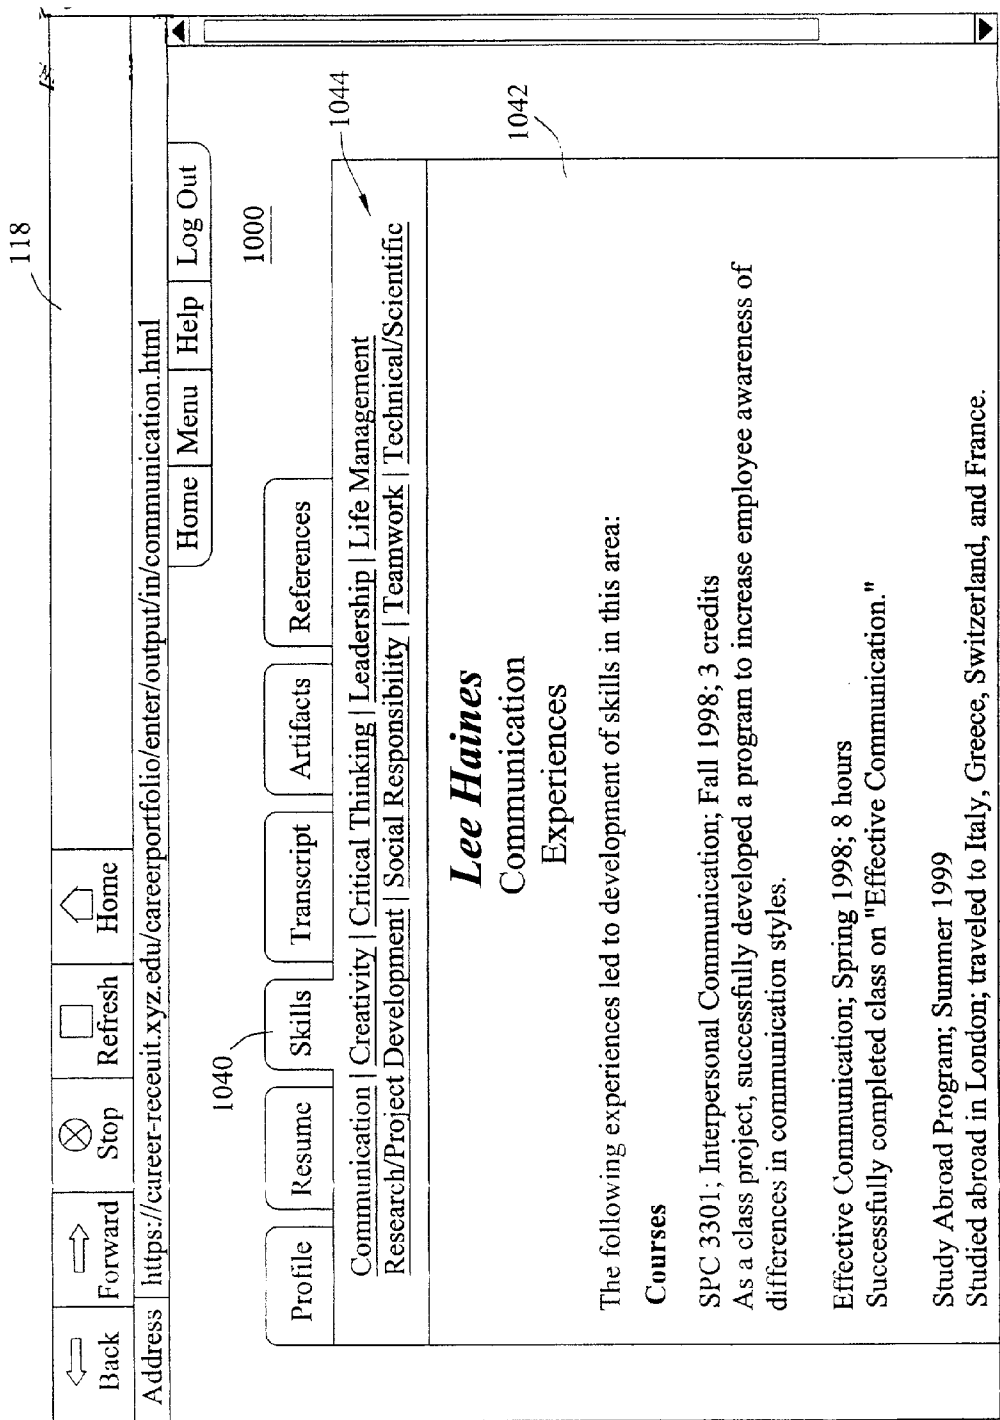 118
Back Forward Stop Refresh Home
Address https://career-receuit.xyz.edu/careerportfolio/enter/output/in/communication.html
Home Menu Help Log Out
1000
1040
Profile Resume Skills Transcript Artifacts References
1044
Communication | Creativity | Critical Thinking | Leadership | Life Management
Research/Project Development | Social Responsibility | Teamwork | Technical/Scientific
1042
Lee Haines
Communication
Experiences
The following experiences led to development of skills in this area:
Courses
SPC 3301; Interpersonal Communication; Fall 1998; 3 credits
As a class project, successfully developed a program to increase employee awareness of
differences in communication styles.
Effective Communication; Spring 1998; 8 hours
Successfully completed class on "Effective Communication."
Study Abroad Program; Summer 1999
Studied abroad in London; traveled to Italy, Greece, Switzerland, and France.